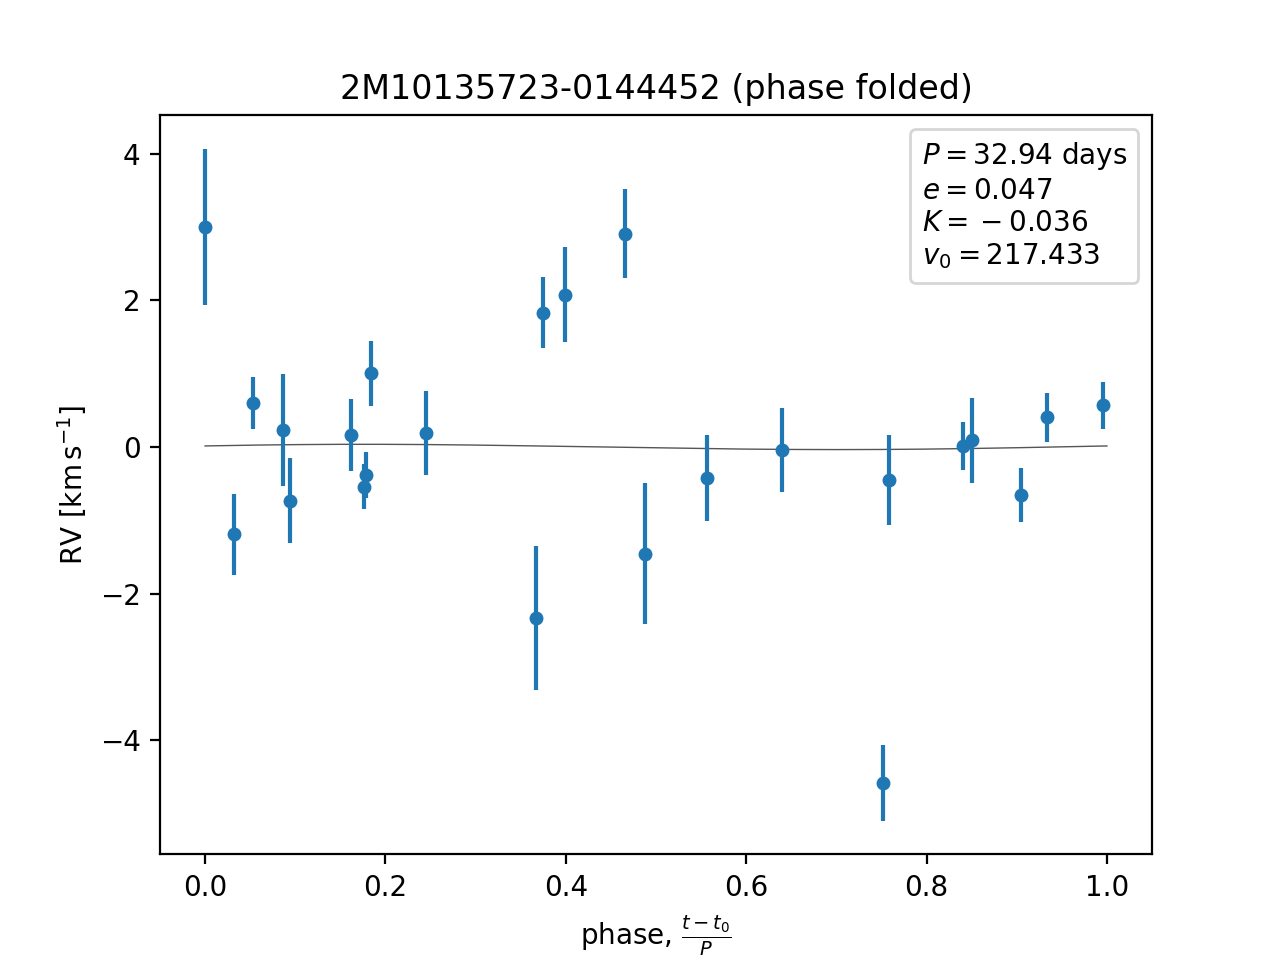 2M10135723-0144452 (phase folded)
P = 32.94 days
e = 0.047
K = −0.036
v₀ = 217.433
4
2
0
−2
−4
RV [km s⁻¹]
0.0 0.2 0.4 0.6 0.8 1.0
phase, (t − t₀)/P